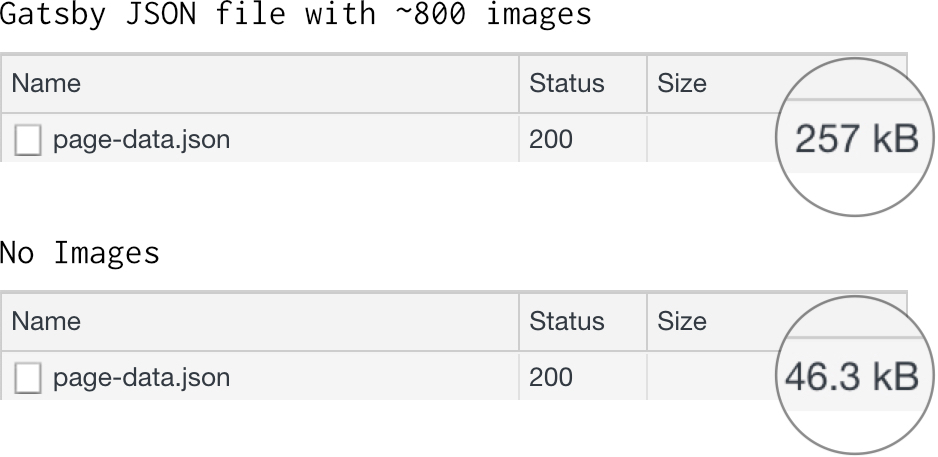 Gatsby JSON file with ~800 images
Name Status Size
page-data.json 200 257 kB
No Images
Name Status Size
page-data.json 200 46.3 kB